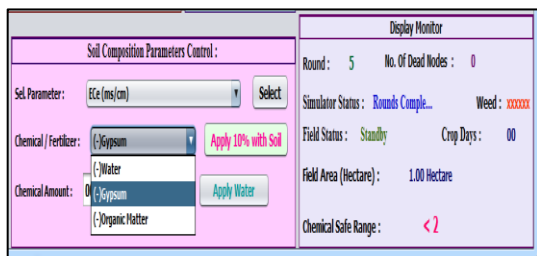 Soil Composition Parameters Control :
Sel. Parameter : ECe (ms/cm) Select
Chemical / Fertilizer : (-)Gypsum Apply 10% with Soil
(-)Water
Chemical Amount : 0 (-)Gypsum Apply Water
(-)Organic Matter
Display Monitor
Round : 5 No. Of Dead Nodes : 0
Simulator Status : Rounds Comple... Weed : xxxxxx
Field Status : Standby Crop Days : 00
Field Area (Hectare) : 1.00 Hectare
Chemical Safe Range : < 2